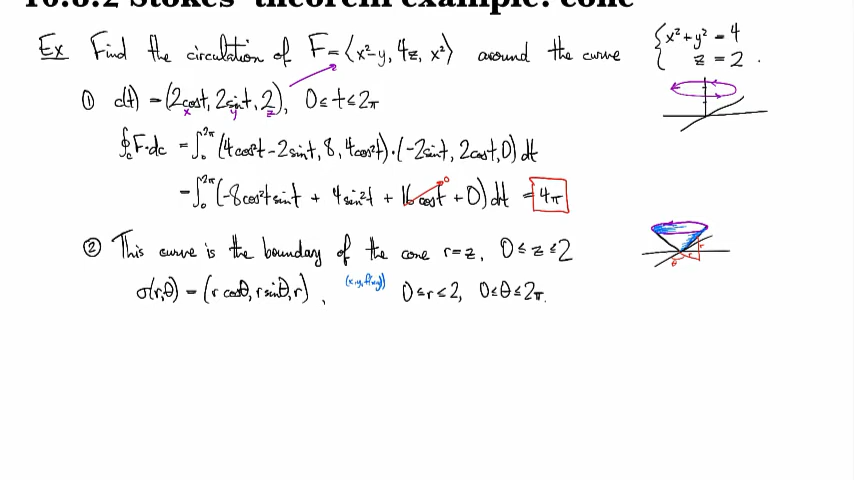 16.8.2 Stokes' theorem example: cone
Ex Find the circulation of F = ⟨x²-y, 4z, x²⟩ around the curve { x²+y² = 4
z = 2 .
① c(t) = (2cost, 2sint, 2), 0≤t≤2π
x y z
∮_c F·dc = ∫₀^2π (4cos²t - 2sint, 8, 4cos²t)·(-2sint, 2cost, 0) dt
= ∫₀^2π (-8cos²t sint + 4sin²t + 16cost + 0) dt = 4π
0
② This curve is the boundary of the cone r=z, 0≤z≤2
σ(r,θ) = (r cosθ, r sinθ, r), (x,y,f(x,y)) 0≤r≤2, 0≤θ≤2π.
θ r r